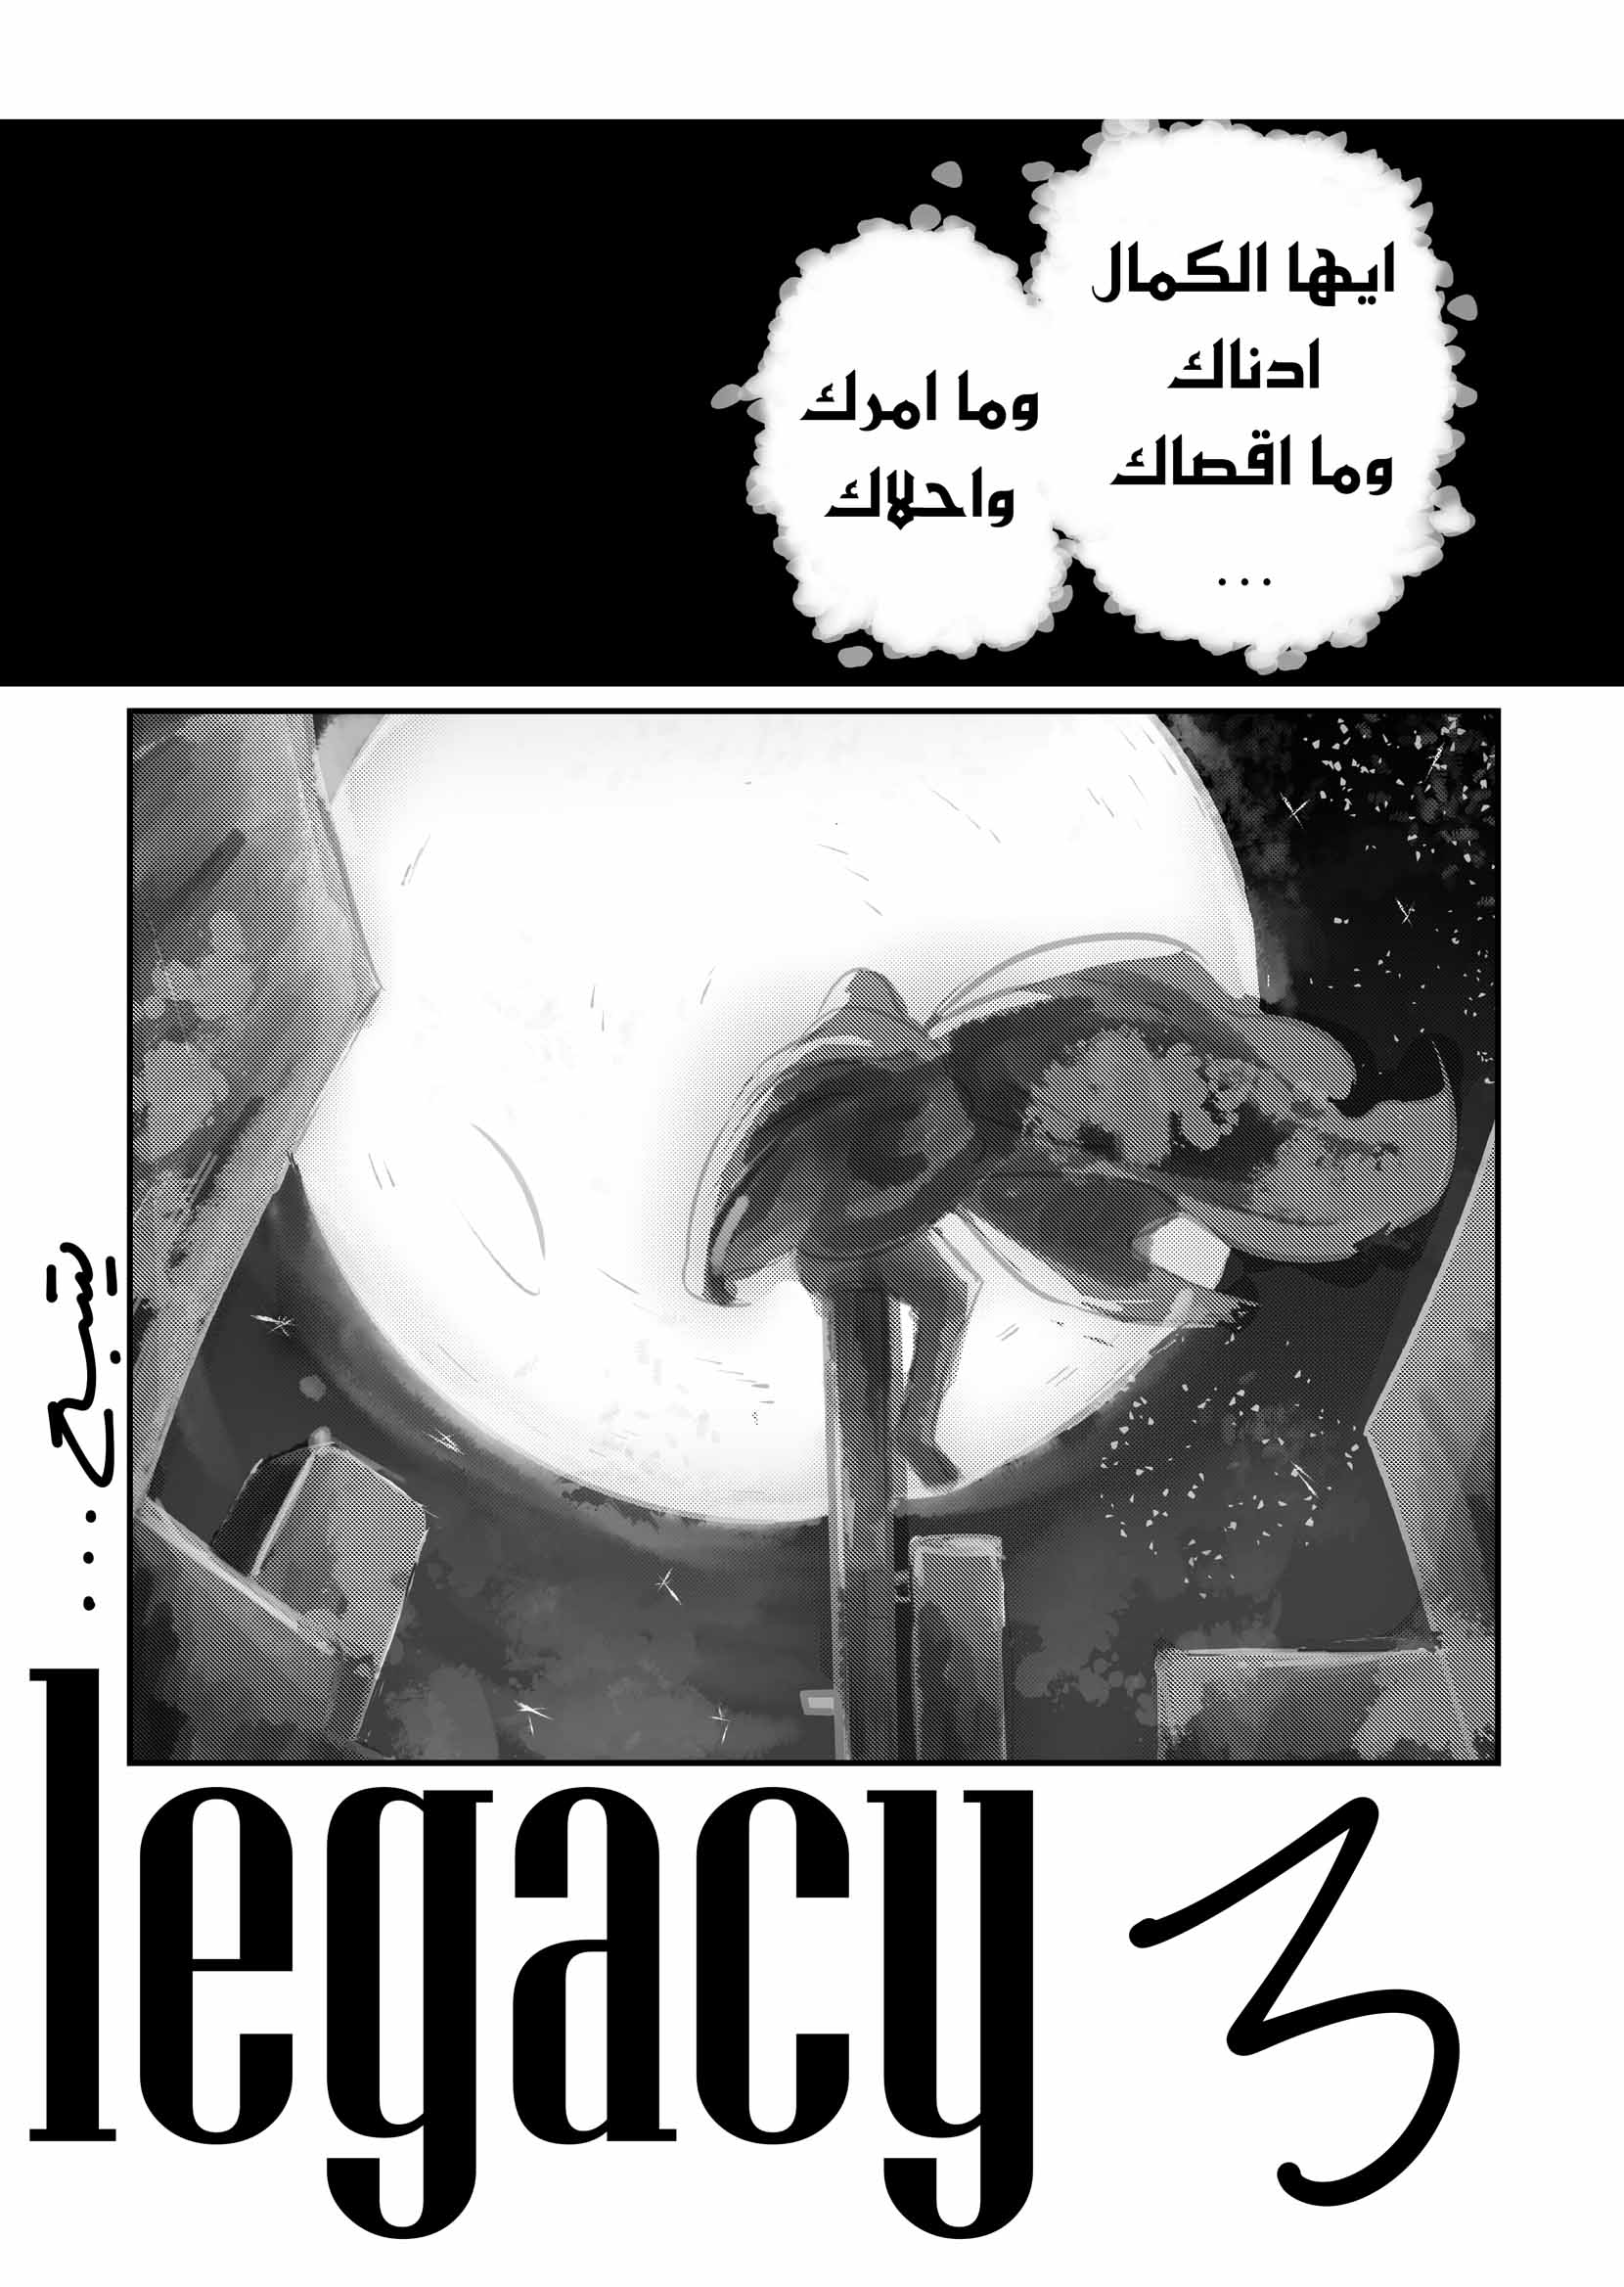 ايها الكمال
ادناك
وما اقصاك
...
وما امرك
واحلاك
يتبع...
legacy 3